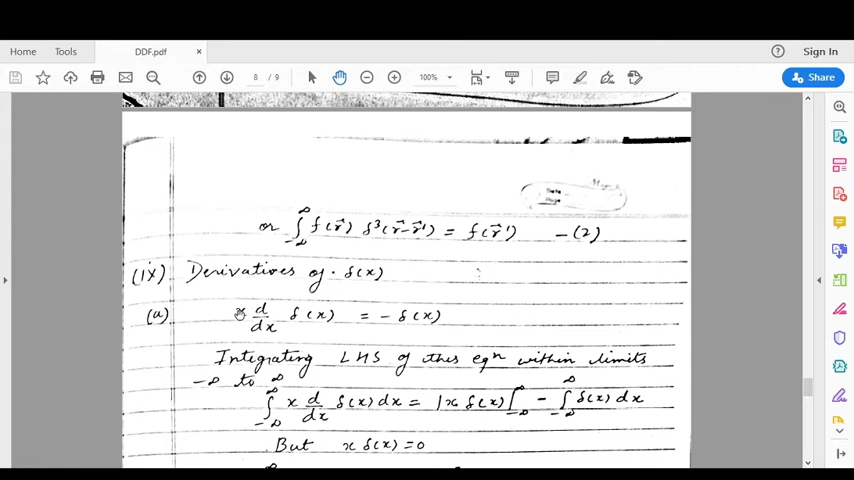 Home Tools DDF.pdf × Sign In
8 / 9 100% Share
or ∫_{-∞}^{∞} f(r⃗) δ³(r⃗-r⃗') = f(r⃗') -(2)
(ix) Derivatives of. δ(x)
(a) x d/dx δ(x) = - δ(x)
Integrating LHS of this eqn within limits
-∞ to ∞
∫_{-∞}^{∞} x d/dx δ(x) dx = |x δ(x)|_{-∞}^{∞} - ∫_{-∞}^{∞} δ(x) dx
But x δ(x) = 0